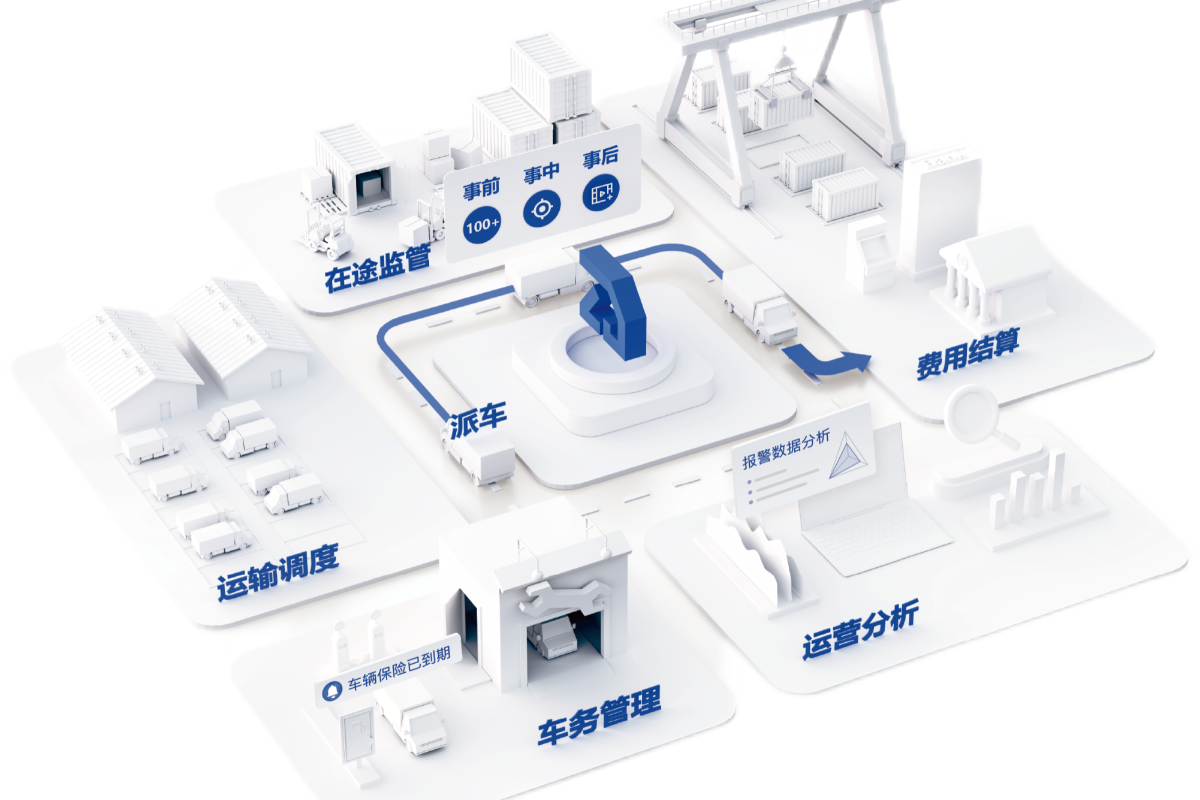 事前
事中
事后
100+
在途监管
费用结算
派车
报警数据分析
运输调度
运营分析
车辆保险已到期
车务管理